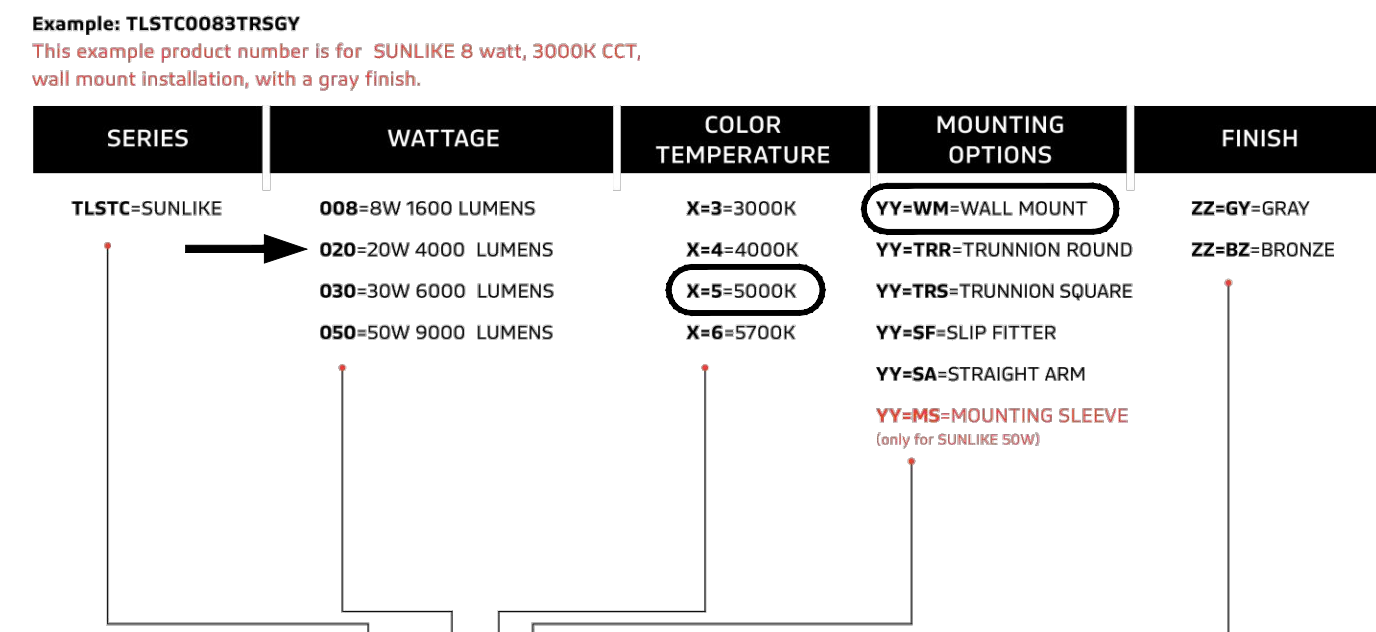 Example: TLSTC0083TRSGY
This example product number is for SUNLIKE 8 watt, 3000K CCT,
wall mount installation, with a gray finish.
SERIES
WATTAGE
COLOR
TEMPERATURE
MOUNTING
OPTIONS
FINISH
TLSTC=SUNLIKE
008=8W 1600 LUMENS
020=20W 4000 LUMENS
030=30W 6000 LUMENS
050=50W 9000 LUMENS
X=3=3000K
X=4=4000K
X=5=5000K
X=6=5700K
YY=WM=WALL MOUNT
YY=TRR=TRUNNION ROUND
YY=TRS=TRUNNION SQUARE
YY=SF=SLIP FITTER
YY=SA=STRAIGHT ARM
YY=MS=MOUNTING SLEEVE
(only for SUNLIKE 50W)
ZZ=GY=GRAY
ZZ=BZ=BRONZE